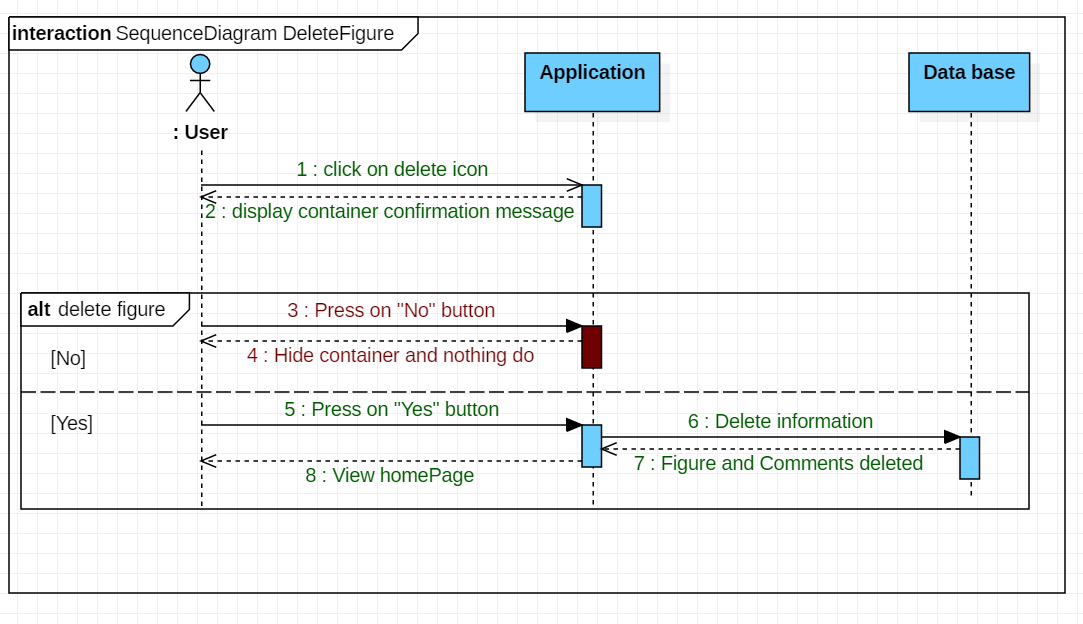 interaction SequenceDiagram DeleteFigure
: User
Application
Data base
1 : click on delete icon
2 : display container confirmation message
alt delete figure
3 : Press on "No" button
[No]
4 : Hide container and nothing do
[Yes]
5 : Press on "Yes" button
6 : Delete information
7 : Figure and Comments deleted
8 : View homePage